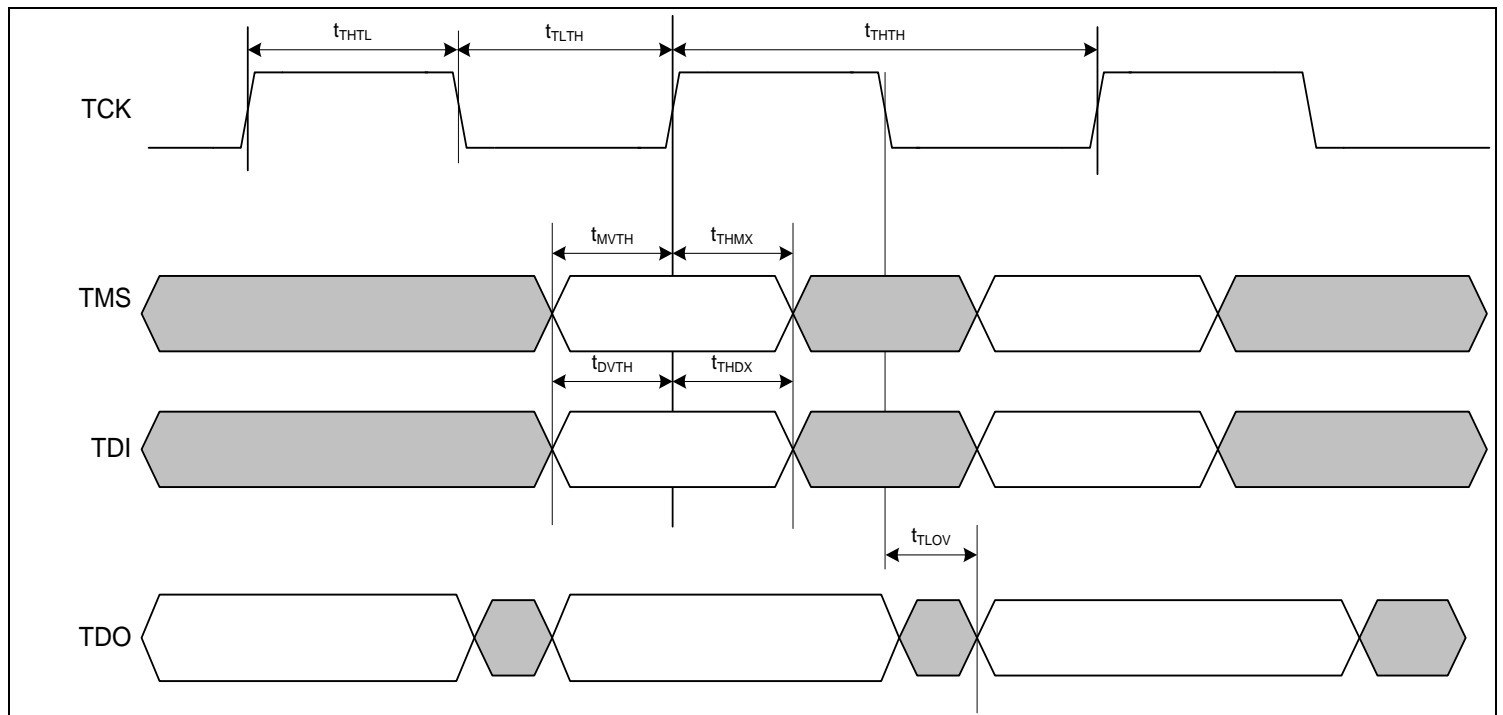 tTHTL tTLTH tTHTH
TCK
tMVTH tTHMX
TMS
tDVTH tTHDX
TDI
tTLOV
TDO